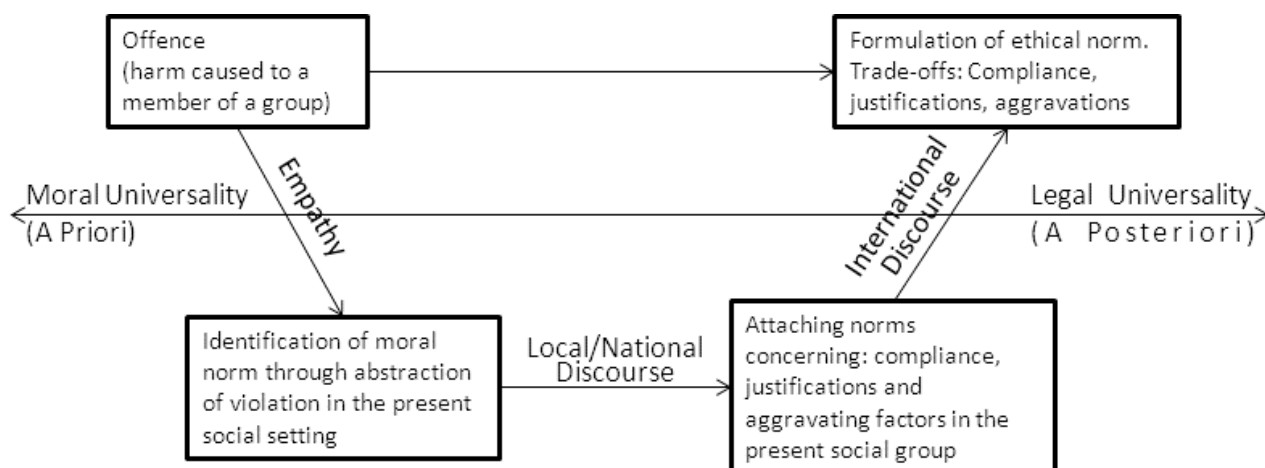 Offence
(harm caused to a
member of a group)
Formulation of ethical norm.
Trade-offs: Compliance,
justifications, aggravations
Empathy
International
Discourse
Moral Universality
(A Priori)
Legal Universality
(A Posteriori)
Identification of moral
norm through abstraction
of violation in the present
social setting
Local/National
Discourse
Attaching norms
concerning: compliance,
justifications and
aggravating factors in the
present social group